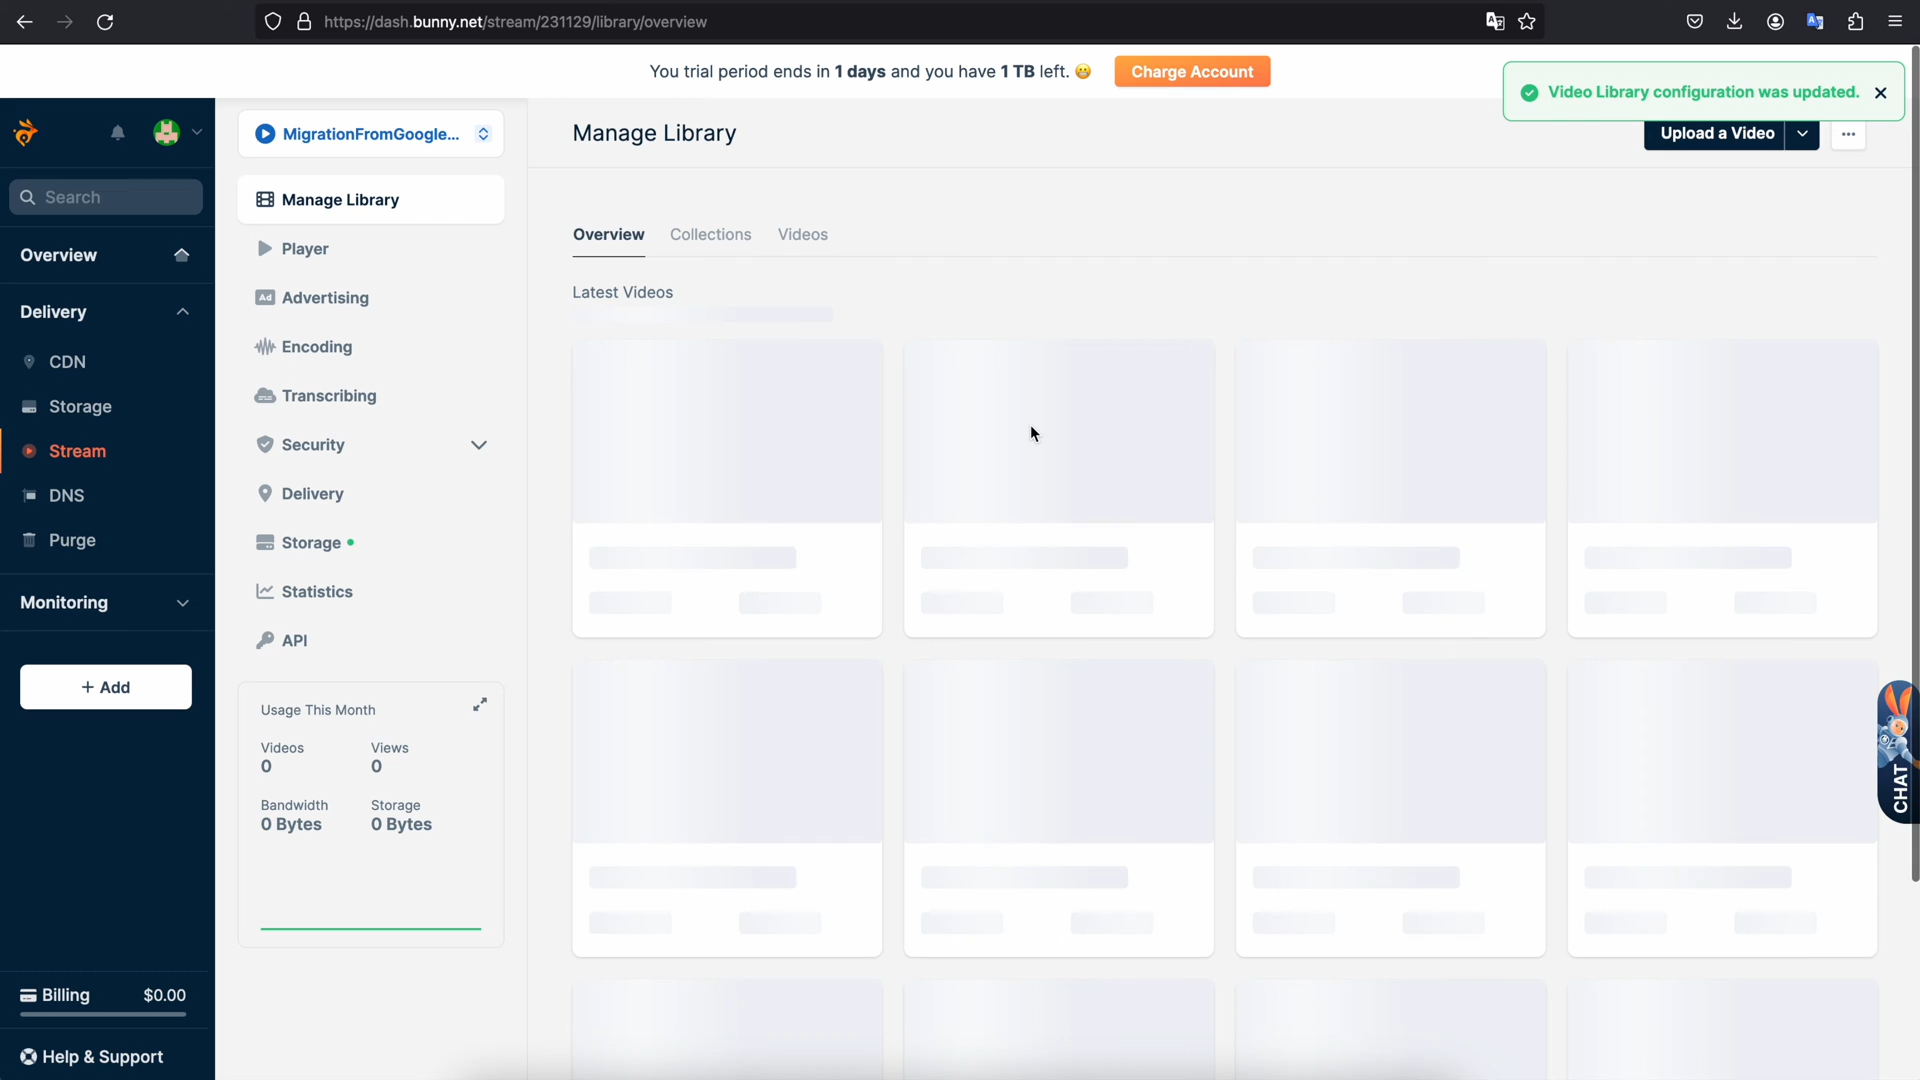 https://dash.bunny.net/stream/231129/library/overview
You trial period ends in 1 days and you have 1 TB left. 😬
Charge Account
Video Library configuration was updated.
MigrationFromGoogle...
Manage Library
Upload a Video
Search
Manage Library
Overview
Player
Overview
Collections
Videos
Delivery
Advertising
Latest Videos
CDN
Encoding
Storage
Transcribing
Stream
Security
DNS
Delivery
Purge
Storage
Monitoring
Statistics
API
+ Add
Usage This Month
Videos
Views
0
0
Bandwidth
Storage
0 Bytes
0 Bytes
CHAT
Billing
$0.00
Help & Support
Ad